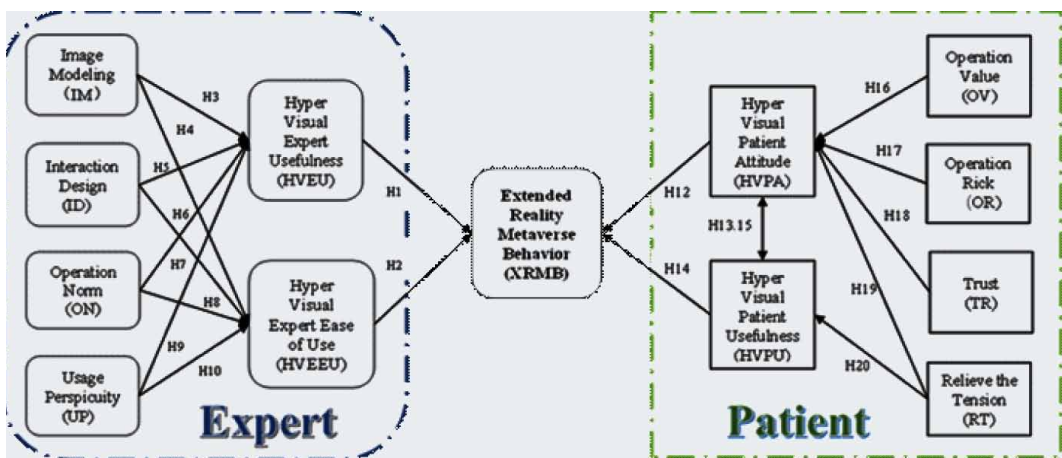 Image
Modeling
(IM)
Interaction
Design
(ID)
Operation
Norm
(ON)
Usage
Perspicuity
(UP)
H3
H4
H5
H6
H7
H8
H9
H10
Hyper
Visual
Expert
Usefulness
(HVEU)
Hyper
Visual
Expert Ease
of Use
(HVEEU)
H1
H2
Expert
Extended
Reality
Metaverse
Behavior
(XRMB)
H12
H13.15
H14
Hyper
Visual
Patient
Attitude
(HVPA)
Hyper
Visual
Patient
Usefulness
(HVPU)
H16
H17
H18
H19
H20
Operation
Value
(OV)
Operation
Rick
(OR)
Trust
(TR)
Relieve the
Tension
(RT)
Patient